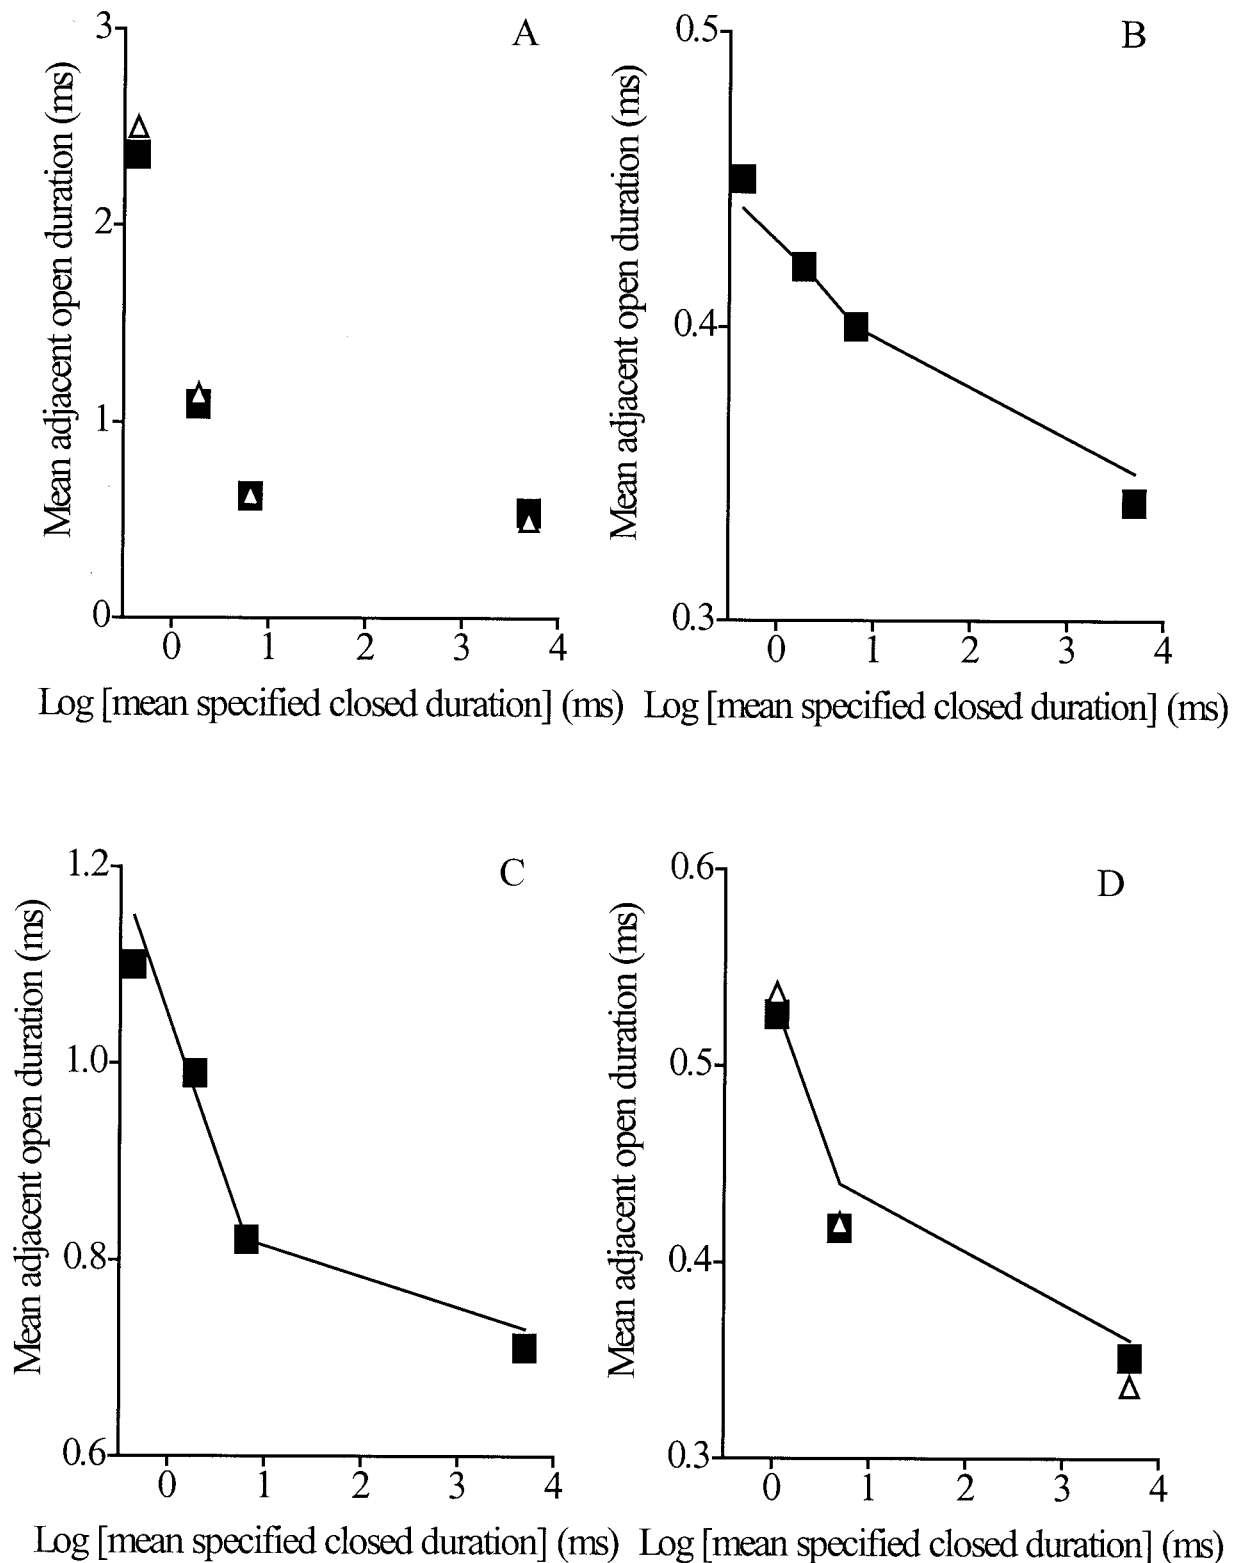 A
3
2
1
0
Mean adjacent open duration (ms)
0 1 2 3 4
Log [mean specified closed duration] (ms)
B
0.5
0.4
0.3
Mean adjacent open duration (ms)
0 1 2 3 4
Log [mean specified closed duration] (ms)
C
1.2
1.0
0.8
0.6
Mean adjacent open duration (ms)
0 1 2 3 4
Log [mean specified closed duration] (ms)
D
0.6
0.5
0.4
0.3
Mean adjacent open duration (ms)
0 1 2 3 4
Log [mean specified closed duration] (ms)